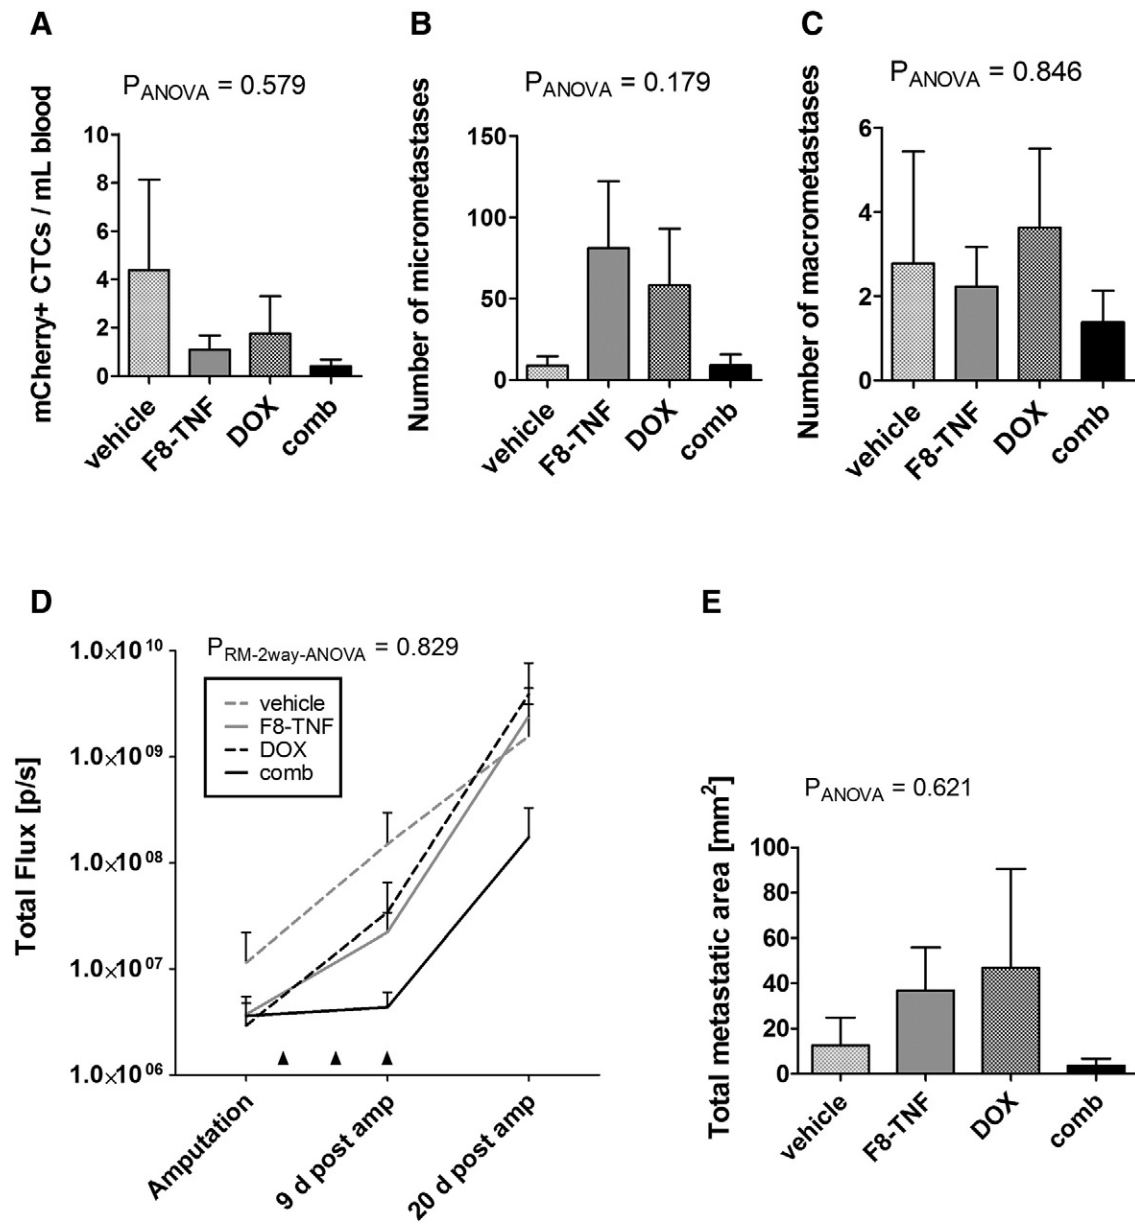 A
P_ANOVA = 0.579
mCherry+ CTCs / mL blood
10
8
6
4
2
0
vehicle
F8-TNF
DOX
comb
B
P_ANOVA = 0.179
Number of micrometastases
150
100
50
0
vehicle
F8-TNF
DOX
comb
C
P_ANOVA = 0.846
Number of macrometastases
6
4
2
0
vehicle
F8-TNF
DOX
comb
D
P_RM-2way-ANOVA = 0.829
vehicle
F8-TNF
DOX
comb
Total Flux [p/s]
1.0×10^10
1.0×10^09
1.0×10^08
1.0×10^07
1.0×10^06
Amputation
9 d post amp
20 d post amp
E
P_ANOVA = 0.621
Total metastatic area [mm²]
100
80
60
40
20
0
vehicle
F8-TNF
DOX
comb